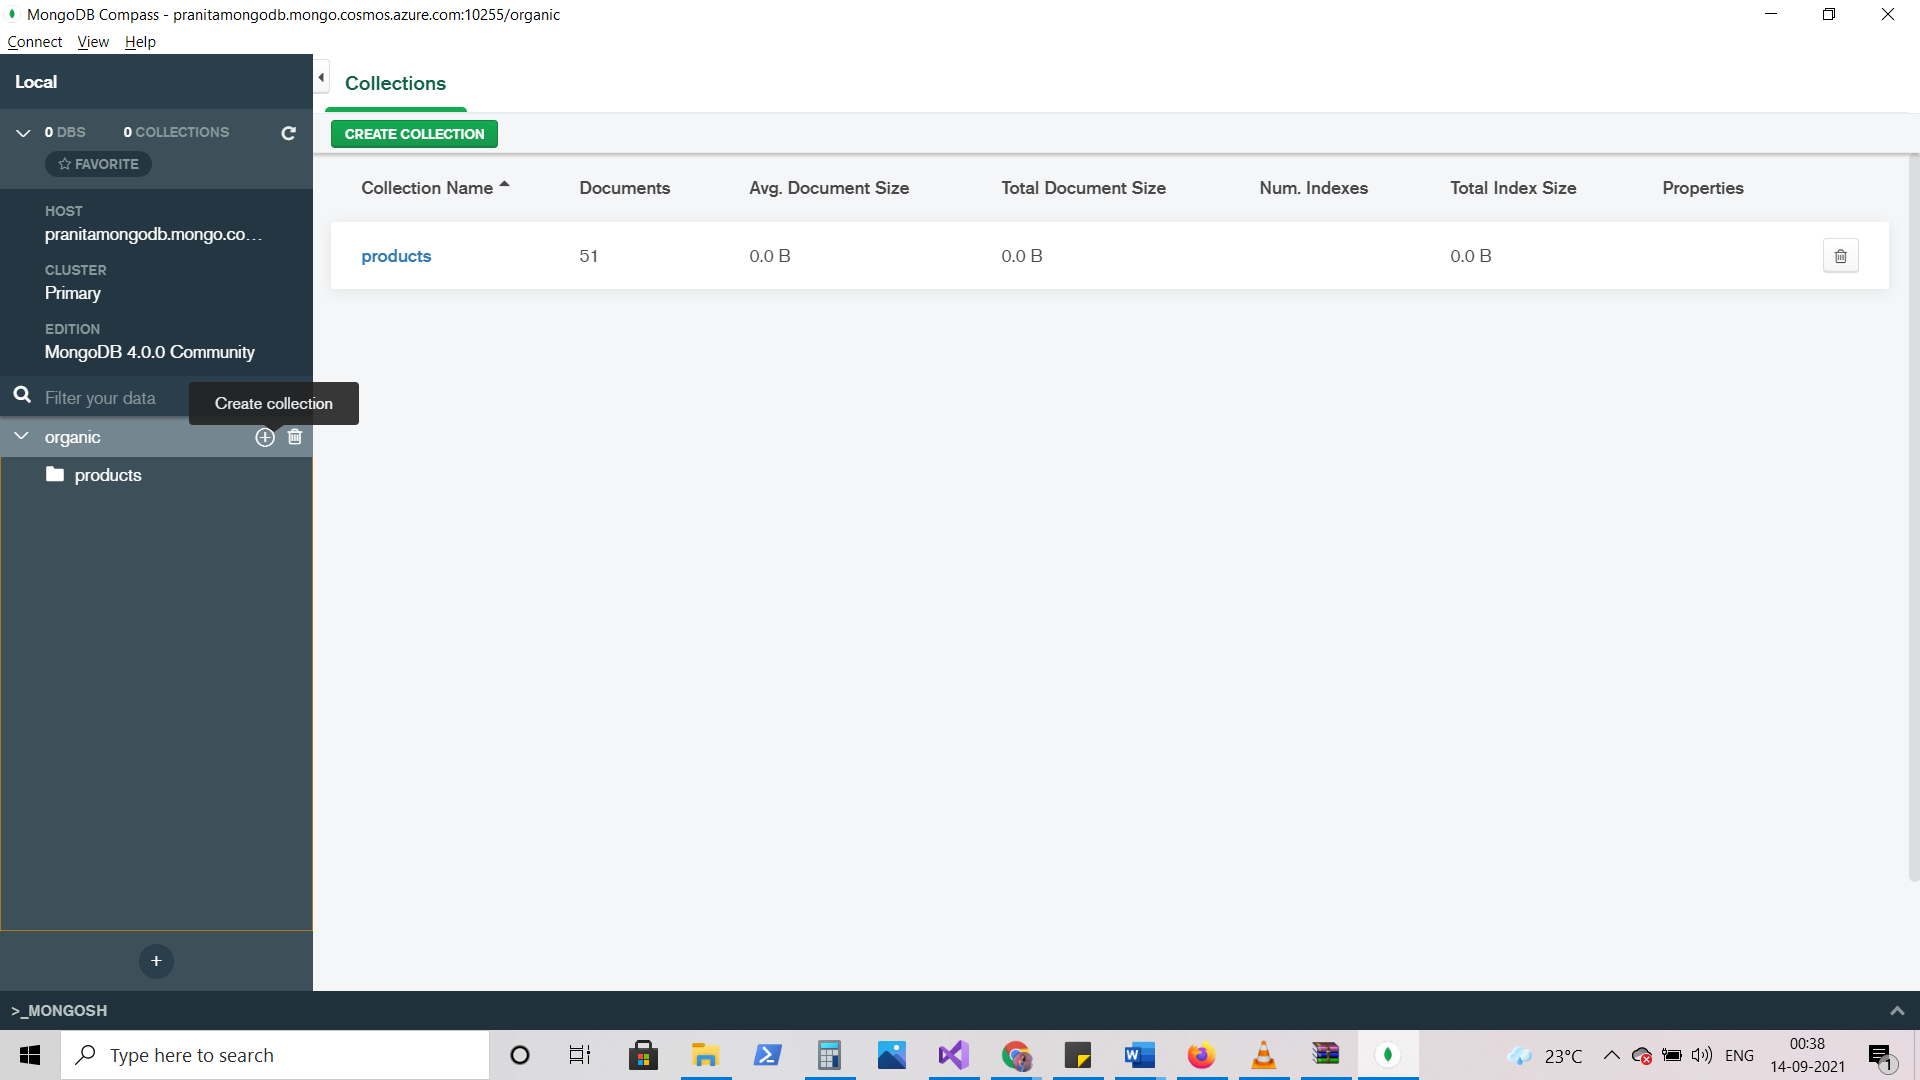 MongoDB Compass - pranitamongodb.mongo.cosmos.azure.com:10255/organic
Connect View Help
Local
Collections
0 DBS 0 COLLECTIONS
FAVORITE
CREATE COLLECTION
Collection Name Documents Avg. Document Size Total Document Size Num. Indexes Total Index Size Properties
products 51 0.0 B 0.0 B 0.0 B
HOST
pranitamongodb.mongo.co...
CLUSTER
Primary
EDITION
MongoDB 4.0.0 Community
Filter your data
Create collection
organic
products
+
>_MONGOSH
Type here to search
23°C
ENG
00:38
14-09-2021
1